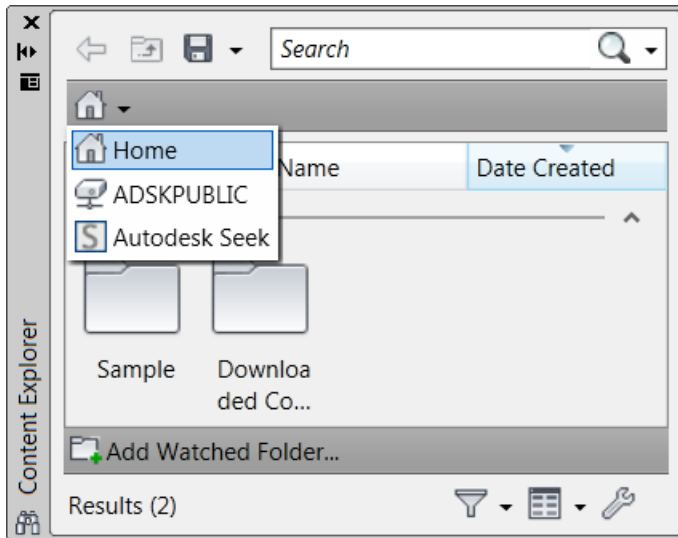 Search
Home
Name
Date Created
ADSKPUBLIC
S Autodesk Seek
Sample
Downloa
ded Co...
Add Watched Folder...
Results (2)
Content Explorer